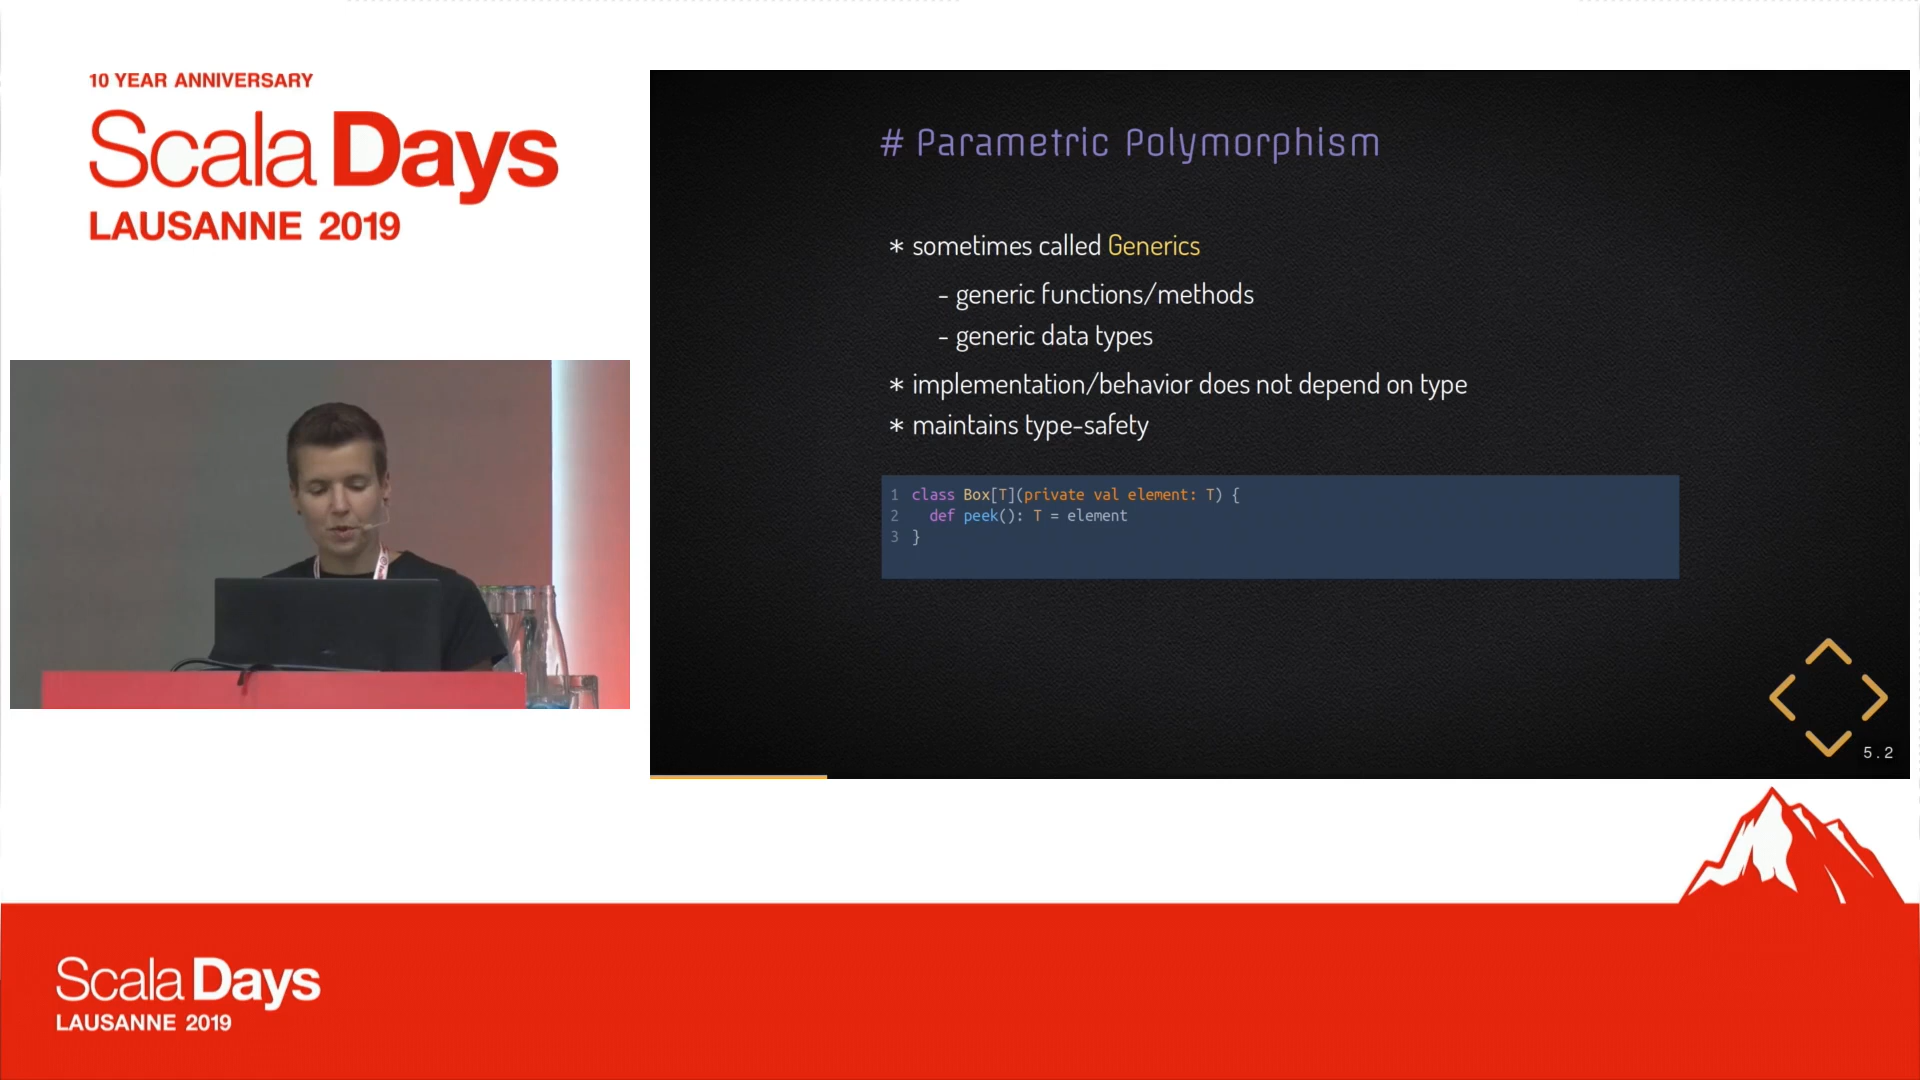 10 YEAR ANNIVERSARY
Scala Days
LAUSANNE 2019
# Parametric Polymorphism
* sometimes called Generics
- generic functions/methods
- generic data types
* implementation/behavior does not depend on type
* maintains type-safety
1 class Box[T](private val element: T) {
2 def peek(): T = element
3 }
5.2
Scala Days
LAUSANNE 2019